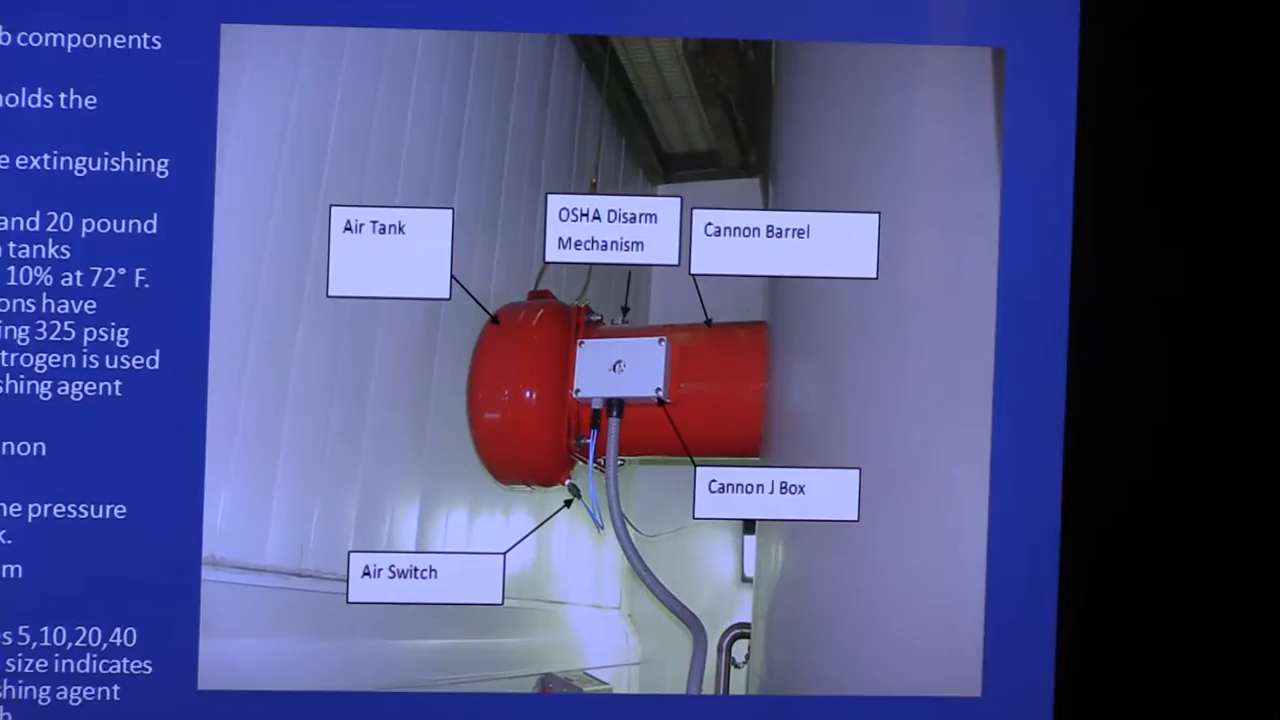 b components
holds the
e extinguishing
and 20 pound
tanks
10% at 72° F.
ons have
ing 325 psig
trogen is used
shing agent
non
he pressure
k.
m
s 5,10,20,40
size indicates
shing agent
Air Tank
OSHA Disarm
Mechanism
Cannon Barrel
Cannon J Box
Air Switch